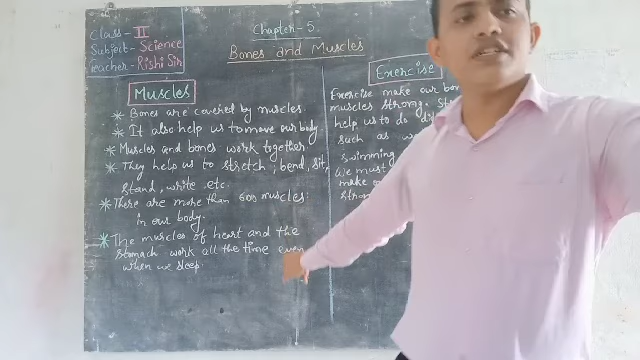 Class - II
Subject - Science
Teacher - Rishi Sir
Chapter - 5
Bones and Muscles
Muscles
* Bones are covered by muscles.
* It also help us to move our body.
* Muscles and bones work together
* They help us to stretch, bend, sit,
stand, write etc.
* There are more than 600 muscles
in our body.
* The muscles of heart and the
stomach work all the time even
when we sleep.
Exercise
Exercise make our
muscles strong.
help us to do
such as
swimming
We must
make